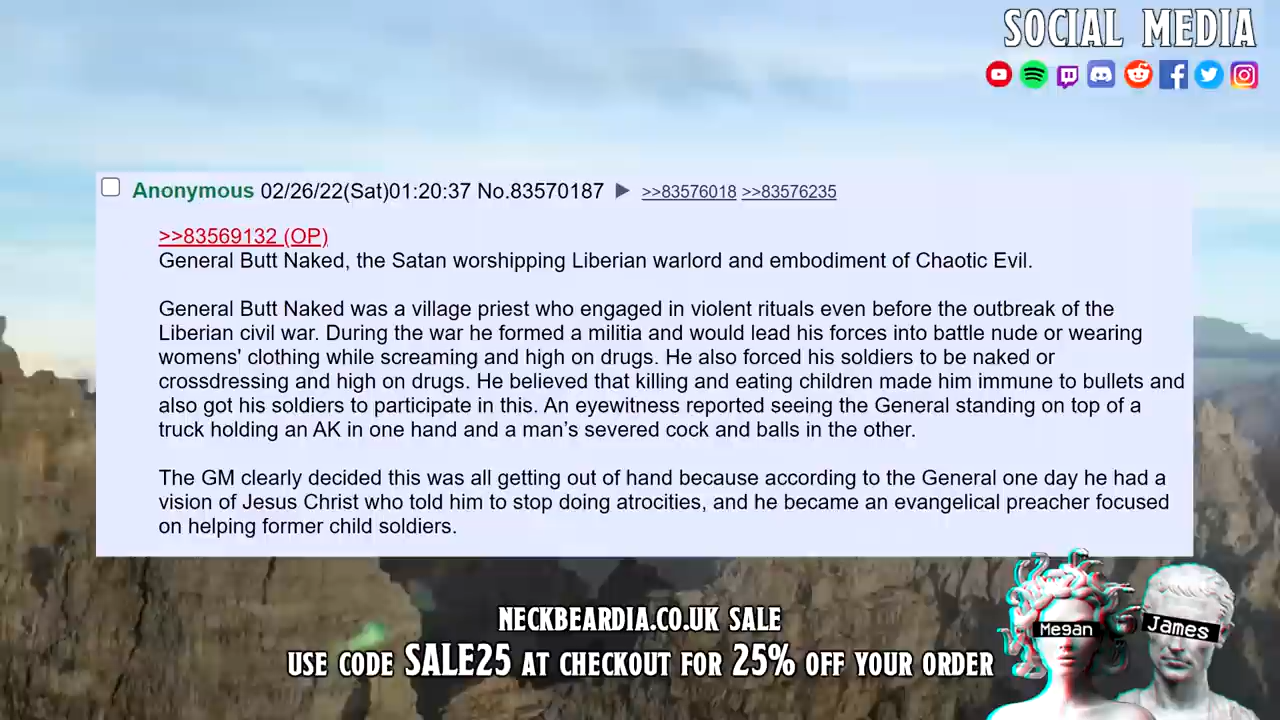 SOCIAL MEDIA
Anonymous 02/26/22(Sat)01:20:37 No.83570187 ▶ >>83576018 >>83576235
>>83569132 (OP)
General Butt Naked, the Satan worshipping Liberian warlord and embodiment of Chaotic Evil.
General Butt Naked was a village priest who engaged in violent rituals even before the outbreak of the
Liberian civil war. During the war he formed a militia and would lead his forces into battle nude or wearing
womens' clothing while screaming and high on drugs. He also forced his soldiers to be naked or
crossdressing and high on drugs. He believed that killing and eating children made him immune to bullets and
also got his soldiers to participate in this. An eyewitness reported seeing the General standing on top of a
truck holding an AK in one hand and a man’s severed cock and balls in the other.
The GM clearly decided this was all getting out of hand because according to the General one day he had a
vision of Jesus Christ who told him to stop doing atrocities, and he became an evangelical preacher focused
on helping former child soldiers.
NECKBEARDIA.CO.UK SALE
USE CODE SALE25 AT CHECKOUT FOR 25% OFF YOUR ORDER
Megan
James